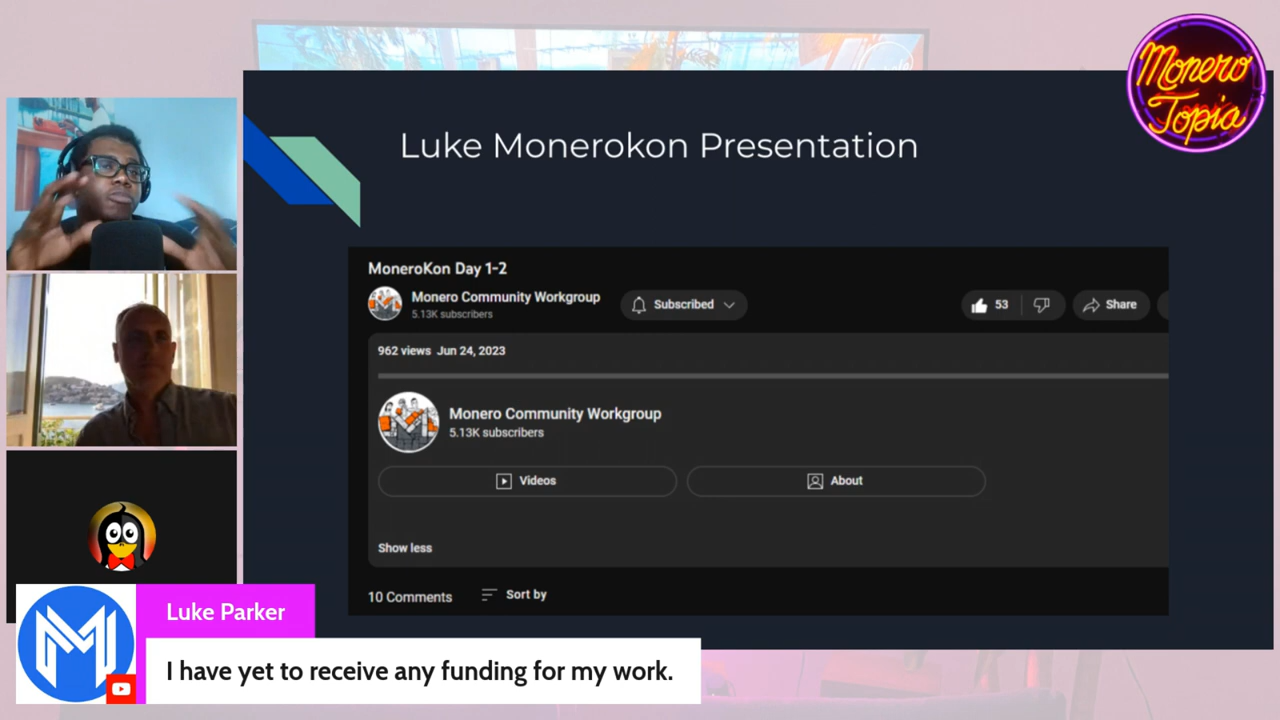 Monero
Topia
Luke Monerokon Presentation
MoneroKon Day 1-2
Monero Community Workgroup
5.13K subscribers
Subscribed
53
Share
962 views Jun 24, 2023
Monero Community Workgroup
5.13K subscribers
Videos
About
Show less
10 Comments
Sort by
Luke Parker
I have yet to receive any funding for my work.